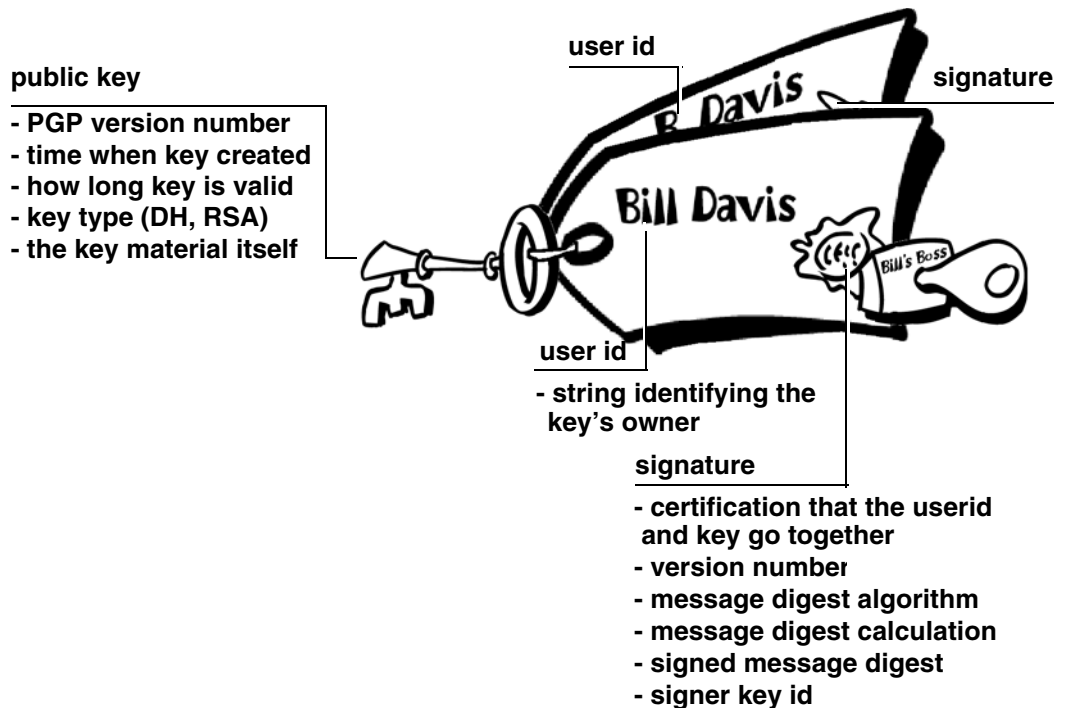 user id
public key
signature
- PGP version number
- time when key created
- how long key is valid
- key type (DH, RSA)
- the key material itself
B. Davis
Bill Davis
Bill's Boss
user id
- string identifying the
key’s owner
signature
- certification that the userid
and key go together
- version number
- message digest algorithm
- message digest calculation
- signed message digest
- signer key id